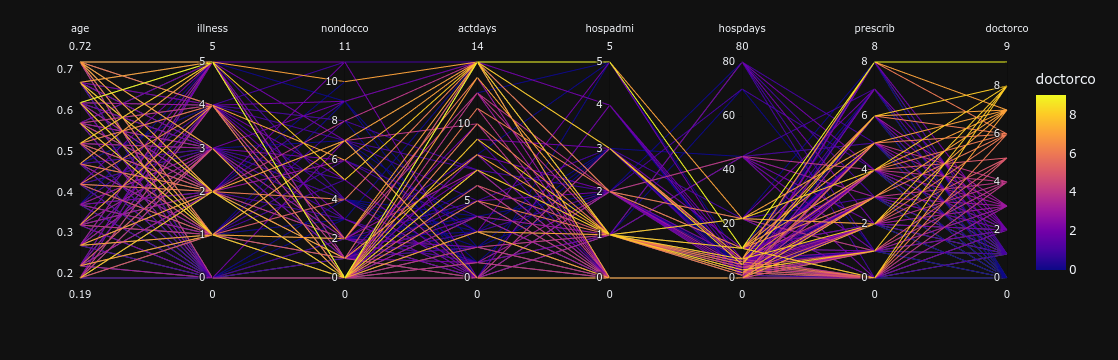 age illness nondocco actdays hospadmi hospdays prescrib doctorco
0.72 5 11 14 5 80 8 9
0.7 5 5 80 8
10
8
0.6 4 4 8
doctorco
8
60 6
0.5 3 10 3 6
6
6
0.4 2 4 2 40 4 4
4
5
0.3 1 2 1 20 2 2
2
0.2 0 0 0 0 0 0 0
0
0.19 0 0 0 0 0 0 0